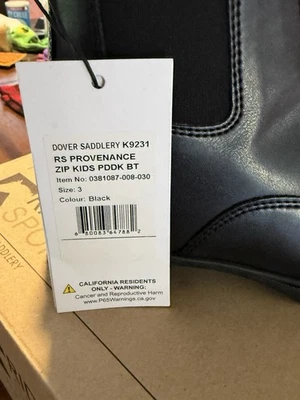 DOVER SADDLERY K9231
RS PROVENANCE
ZIP KIDS PDDK BT
Item No: 0381087-008-030
Size: 3
Colour: Black
CALIFORNIA RESIDENTS
ONLY - WARNING:
Cancer and Reproductive Harm
www.P65Warnings.ca.gov
SADDLERY